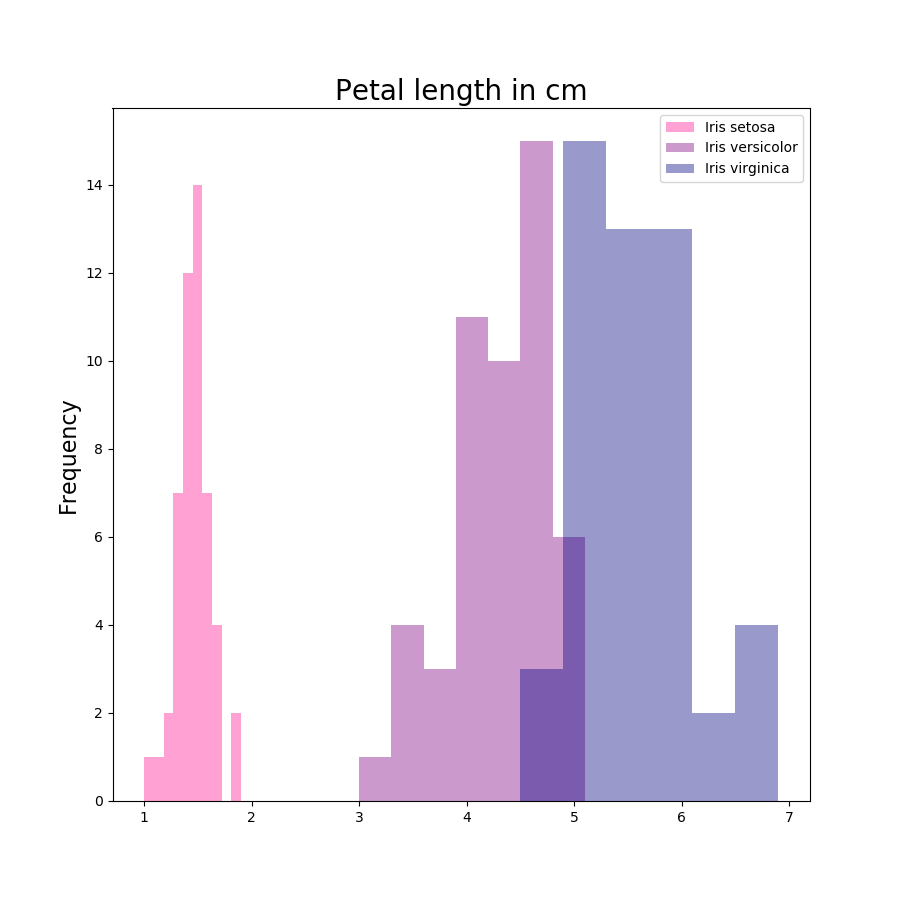 Petal length in cm
Iris setosa
Iris versicolor
Iris virginica
Frequency
14
12
10
8
6
4
2
0
1 2 3 4 5 6 7